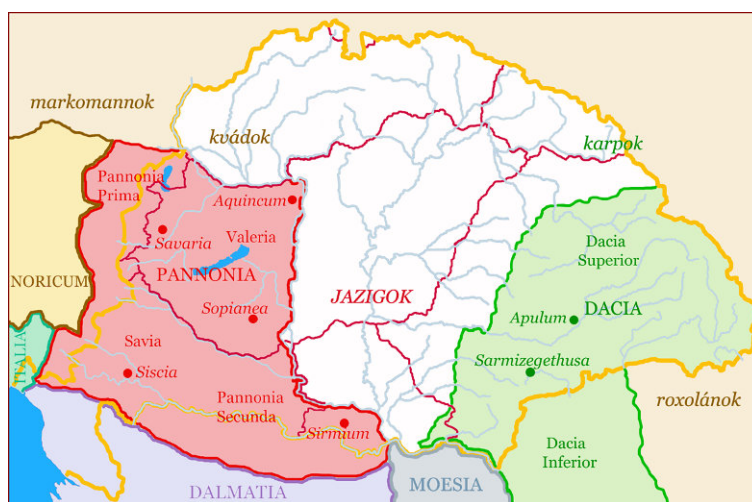 markomannok
kvádok
karpok
Pannonia
Prima
Aquincum
Savaria
Valeria
Dacia
Superior
NORICUM
PANNONIA
JAZIGOK
Sopianea
Apulum
DACIA
ITALIA
Savia
Siscia
Sarmizegethusa
Pannonia
Secunda
roxolánok
Sirmium
Dacia
Inferior
DALMATIA
MOESIA